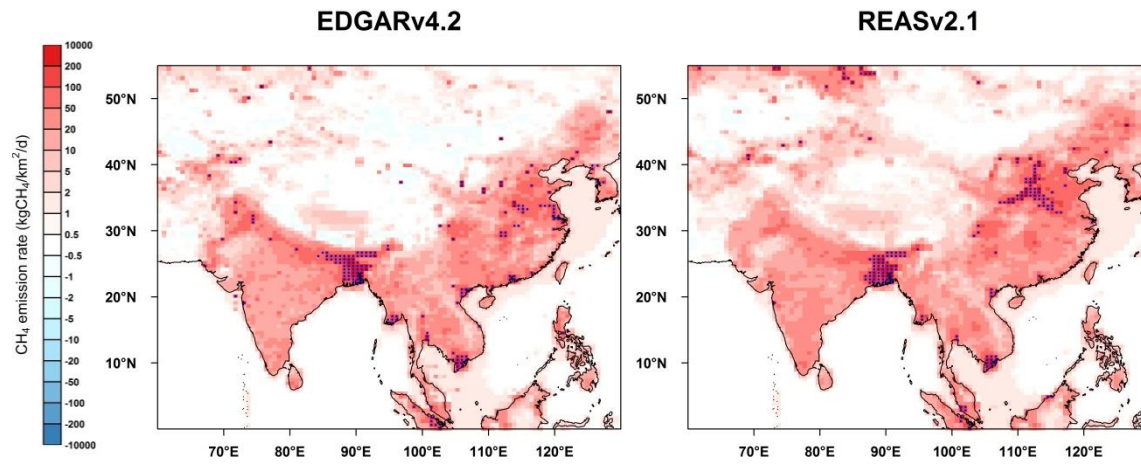 EDGARv4.2 REASv2.1
CH₄ emission rate (kgCH₄/km²/d)
10000
200
100
50
20
10
5
2
1
0.5
-0.5
-1
-2
-5
-10
-20
-50
-100
-200
-10000
50°N
40°N
30°N
20°N
10°N
70°E 80°E 90°E 100°E 110°E 120°E
50°N
40°N
30°N
20°N
10°N
70°E 80°E 90°E 100°E 110°E 120°E